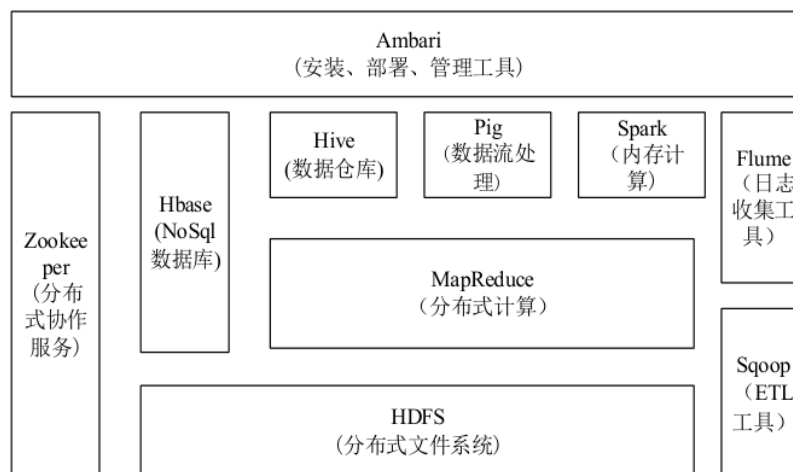 Ambari
(安装、部署、管理工具)
Zookee
per
(分布
式协作
服务)
Hbase
(NoSql
数据库)
Hive
(数据仓库)
Pig
(数据流处
理)
Spark
（内存计
算）
Flume
（日志
收集工
具）
MapReduce
（分布式计算）
Sqoop
（ETL
工具）
HDFS
(分布式文件系统)